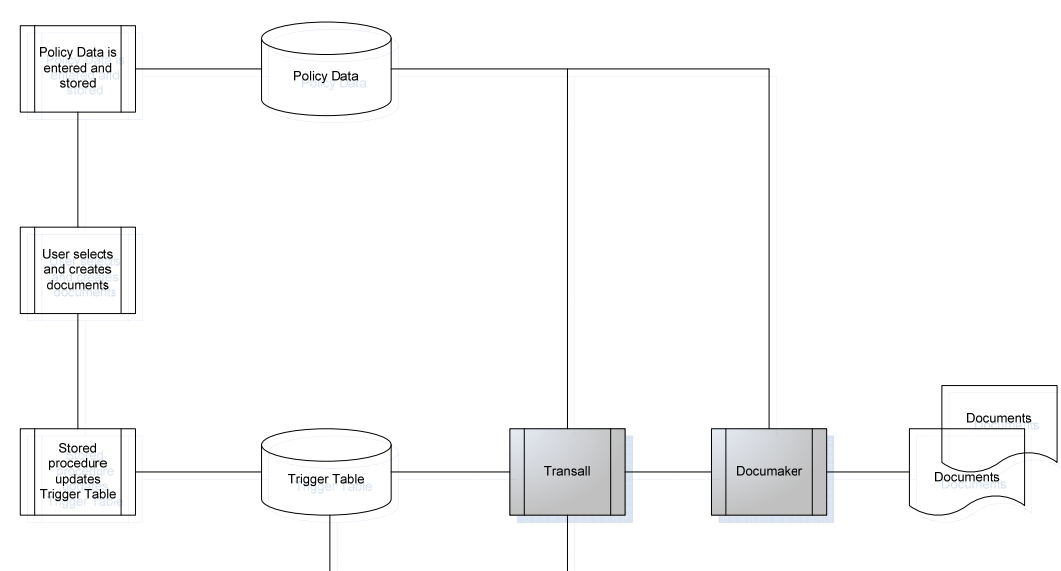 Policy Data is
entered and
stored
Policy Data
User selects
and creates
documents
Stored
procedure
updates
Trigger Table
Trigger Table
Transall
Documaker
Documents
Documents